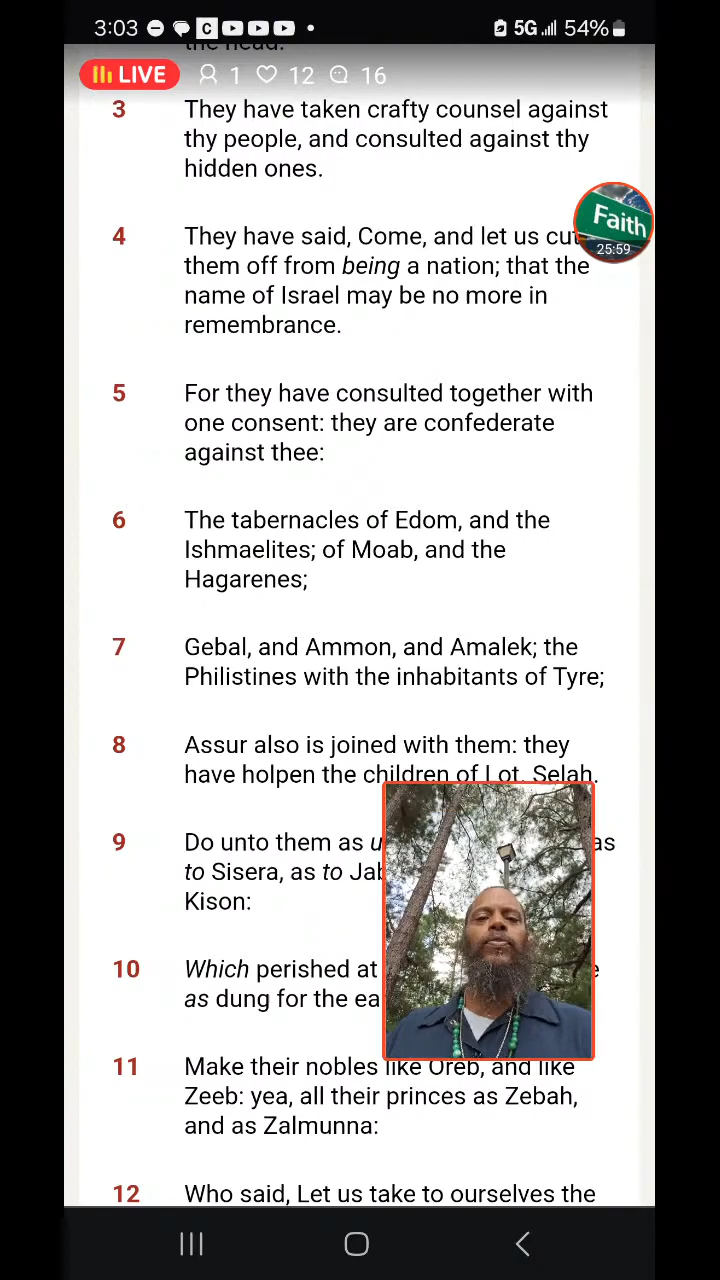 3:03
C
5G
54%
the head:
LIVE
1
12
16
3 They have taken crafty counsel against
thy people, and consulted against thy
hidden ones.
Faith
25:59
4 They have said, Come, and let us cut
them off from being a nation; that the
name of Israel may be no more in
remembrance.
5 For they have consulted together with
one consent: they are confederate
against thee:
6 The tabernacles of Edom, and the
Ishmaelites; of Moab, and the
Hagarenes;
7 Gebal, and Ammon, and Amalek; the
Philistines with the inhabitants of Tyre;
8 Assur also is joined with them: they
have holpen the children of Lot. Selah.
9 Do unto them as as
to Sisera, as to
Kison:
10 Which perished at
as dung for the
11 Make their nobles like Oreb, and like
Zeeb: yea, all their princes as Zebah,
and as Zalmunna:
12 Who said, Let us take to ourselves the